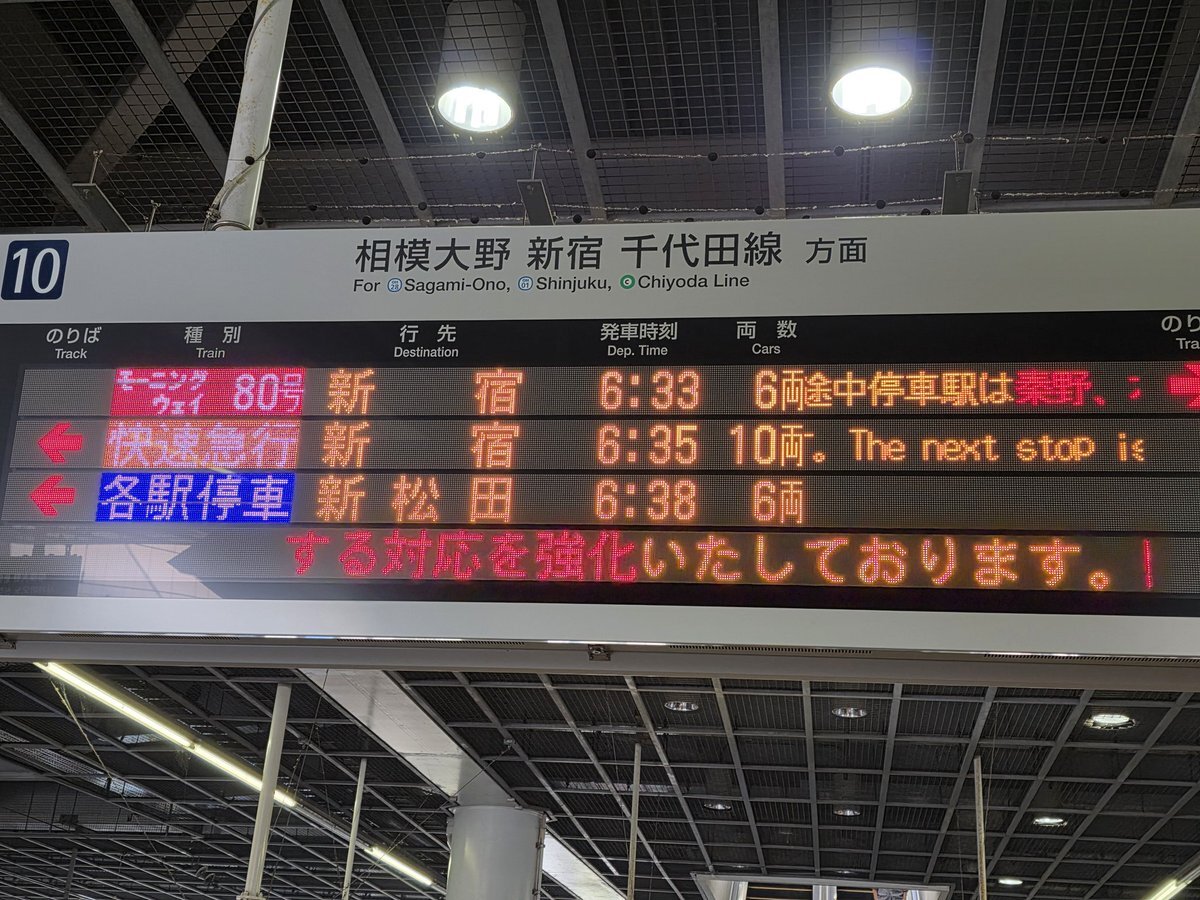 10
相模大野 新宿 千代田線 方面
For OH28 Sagami-Ono, OH01 Shinjuku, C Chiyoda Line
のりば 種別 行先 発車時刻 両数 のり
Track Train Destination Dep. Time Cars Tra
モーニングウェイ 80号 新宿 6:33 6両 途中停車駅は秦野、
← 快速急行 新宿 6:35 10両 。 The next stop is
← 各駅停車 新松田 6:38 6両
する対応を強化いたしております。